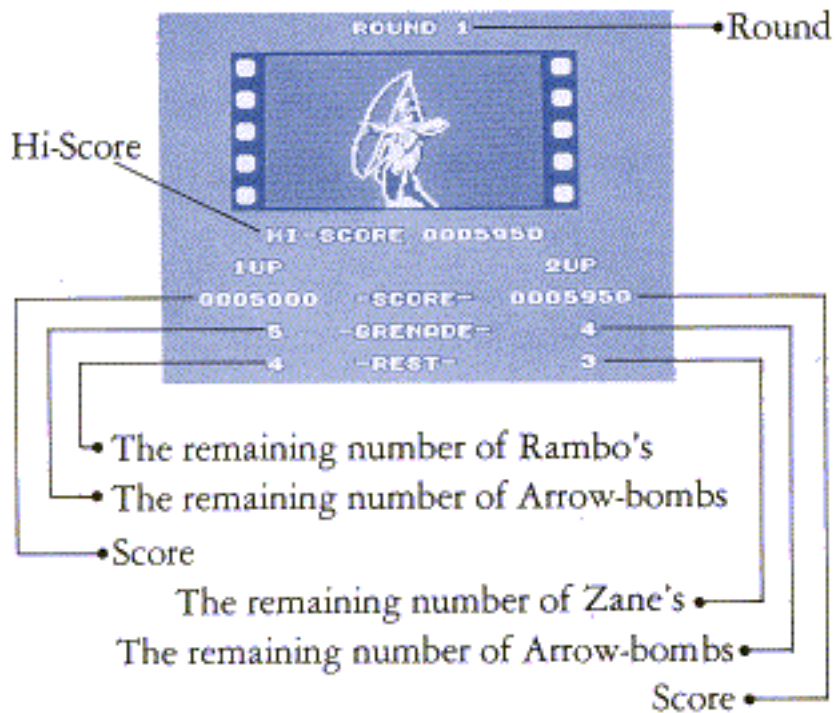 ROUND 1
Round
Hi-Score
HI-SCORE 0005950
1UP 2UP
0005000 -SCORE- 0005950
5 -GRENADE- 4
4 -REST- 3
The remaining number of Rambo's
The remaining number of Arrow-bombs
Score
The remaining number of Zane's
The remaining number of Arrow-bombs
Score